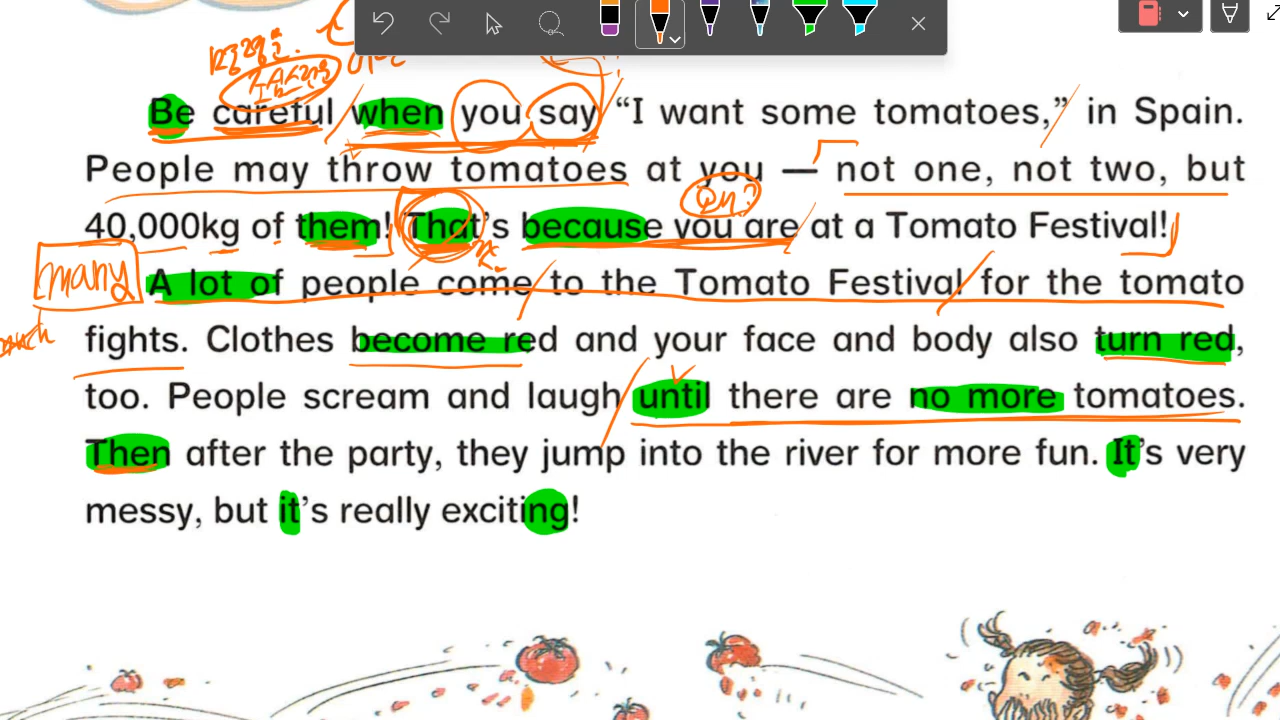 Be careful when you say “I want some tomatoes,” in Spain.
People may throw tomatoes at you — not one, not two, but
40,000kg of them! That’s because you are at a Tomato Festival!
many
A lot of people come to the Tomato Festival for the tomato
fights. Clothes become red and your face and body also turn red,
too. People scream and laugh until there are no more tomatoes.
Then after the party, they jump into the river for more fun. It’s very
messy, but it’s really exciting!